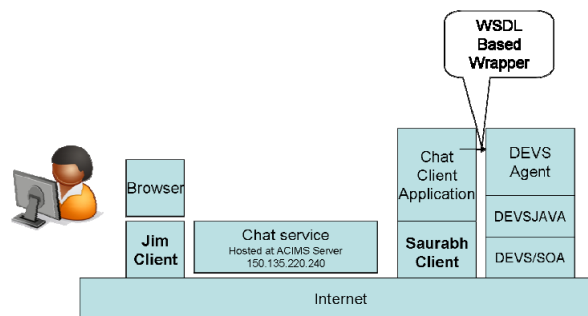 WSDL
Based
Wrapper
Browser
Jim
Client
Chat service
Hosted at ACIMS Server
150.135.220.240
Chat
Client
Application
Saurabh
Client
DEVS
Agent
DEVSJAVA
DEVS/SOA
Internet